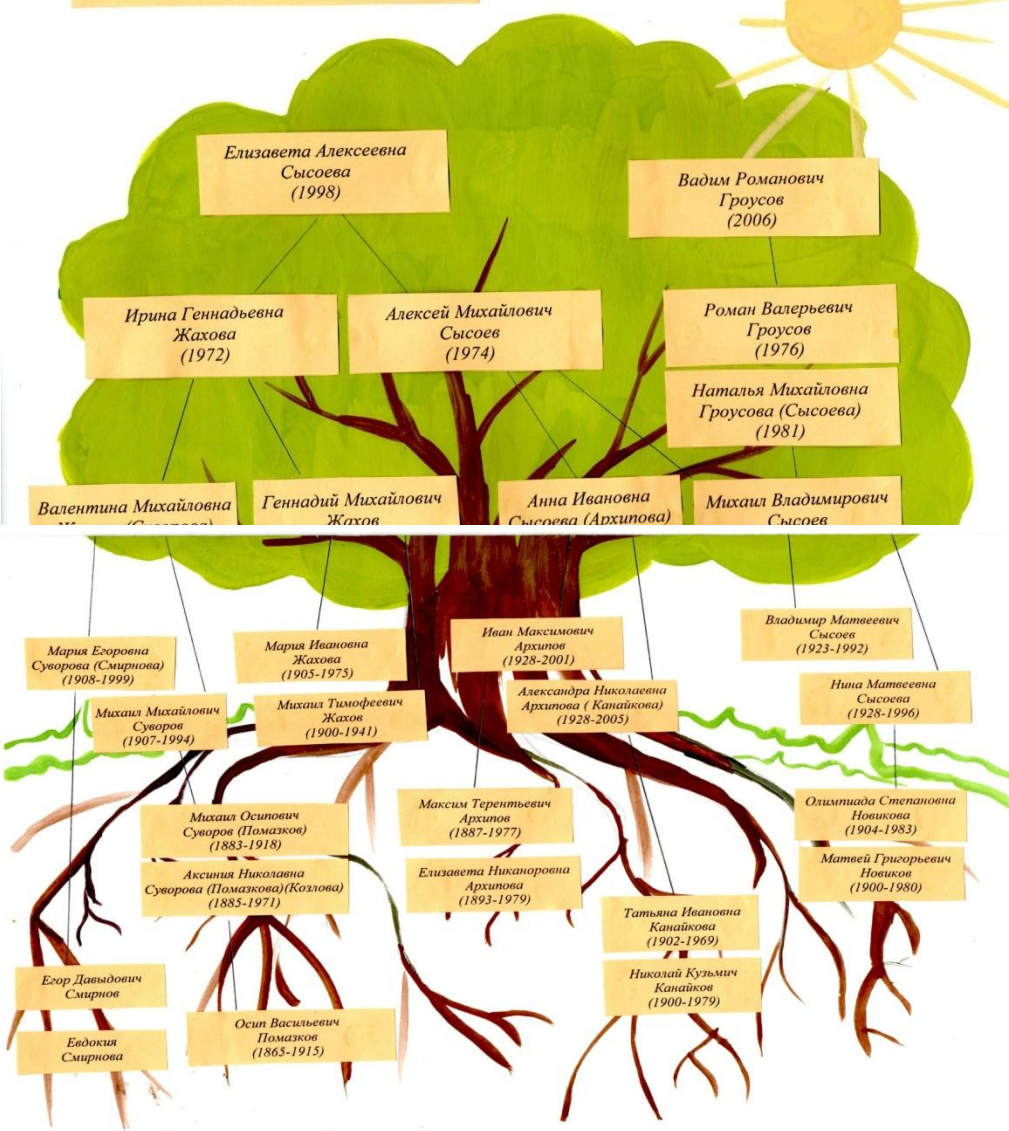 Елизавета Алексеевна
Сысоева
(1998)
Вадим Романович
Гроусов
(2006)
Ирина Геннадьевна
Жахова
(1972)
Алексей Михайлович
Сысоев
(1974)
Роман Валерьевич
Гроусов
(1976)
Наталья Михайловна
Гроусова (Сысоева)
(1981)
Валентина Михайловна
Геннадий Михайлович
Жахов
Анна Ивановна
Сысоева (Архипова)
Михаил Владимирович
Сысоев
Мария Егоровна
Суворова (Смирнова)
(1908-1999)
Михаил Михайлович
Суворов
(1907-1994)
Мария Ивановна
Жахова
(1905-1975)
Михаил Тимофеевич
Жахов
(1900-1941)
Иван Максимович
Архипов
(1928-2001)
Александра Николаевна
Архипова ( Канайкова)
(1928-2005)
Владимир Матвеевич
Сысоев
(1923-1992)
Нина Матвеевна
Сысоева
(1928-1996)
Михаил Осипович
Суворов (Помазков)
(1883-1918)
Аксиния Николавна
Суворова (Помазкова)(Козлова)
(1885-1971)
Максим Терентьевич
Архипов
(1887-1977)
Елизавета Никаноровна
Архипова
(1893-1979)
Олимпиада Степановна
Новикова
(1904-1983)
Матвей Григорьевич
Новиков
(1900-1980)
Татьяна Ивановна
Канайкова
(1902-1969)
Николай Кузьмич
Канайков
(1900-1979)
Егор Давыдович
Смирнов
Евдокия
Смирнова
Осип Васильевич
Помазков
(1865-1915)